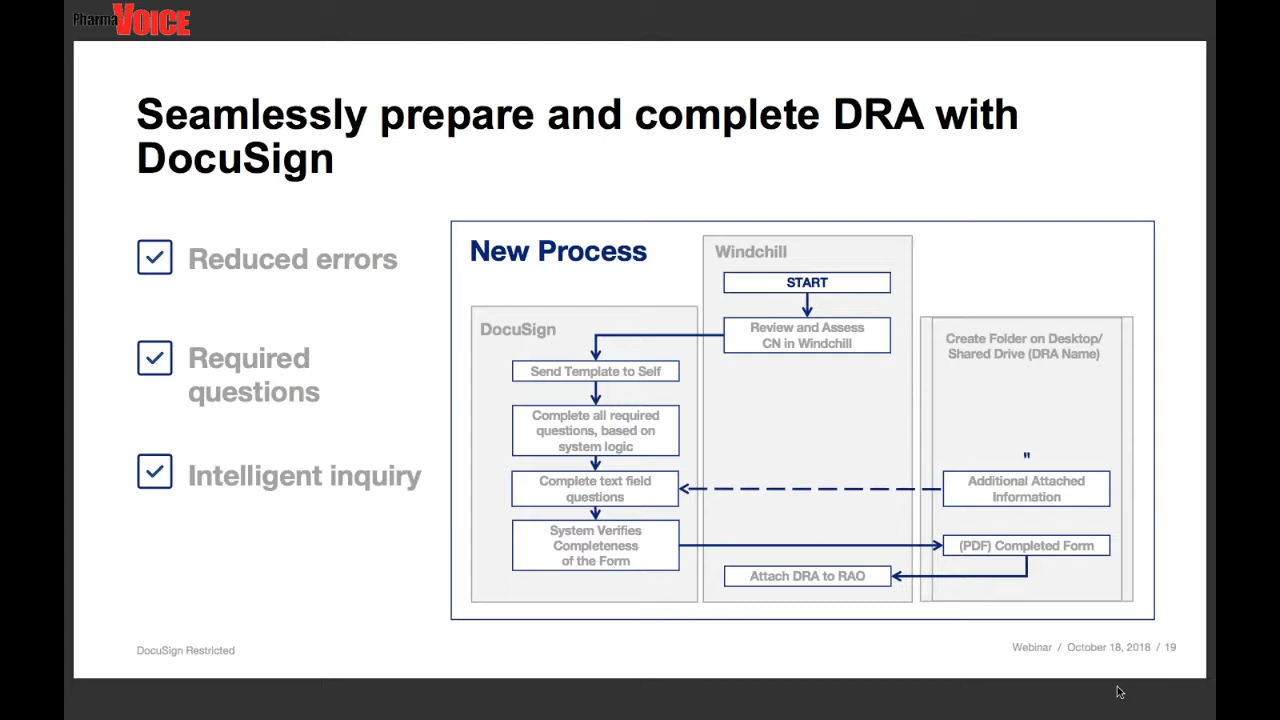 PharmaVOICE
Seamlessly prepare and complete DRA with
DocuSign
Reduced errors
Required
questions
Intelligent inquiry
New Process
Windchill
START
Review and Assess
CN in Windchill
DocuSign
Send Template to Self
Complete all required
questions, based on
system logic
Complete text field
questions
System Verifies
Completeness
of the Form
Attach DRA to RAO
Create Folder on Desktop/
Shared Drive (DRA Name)
"
Additional Attached
Information
(PDF) Completed Form
DocuSign Restricted
Webinar / October 18, 2018 / 19